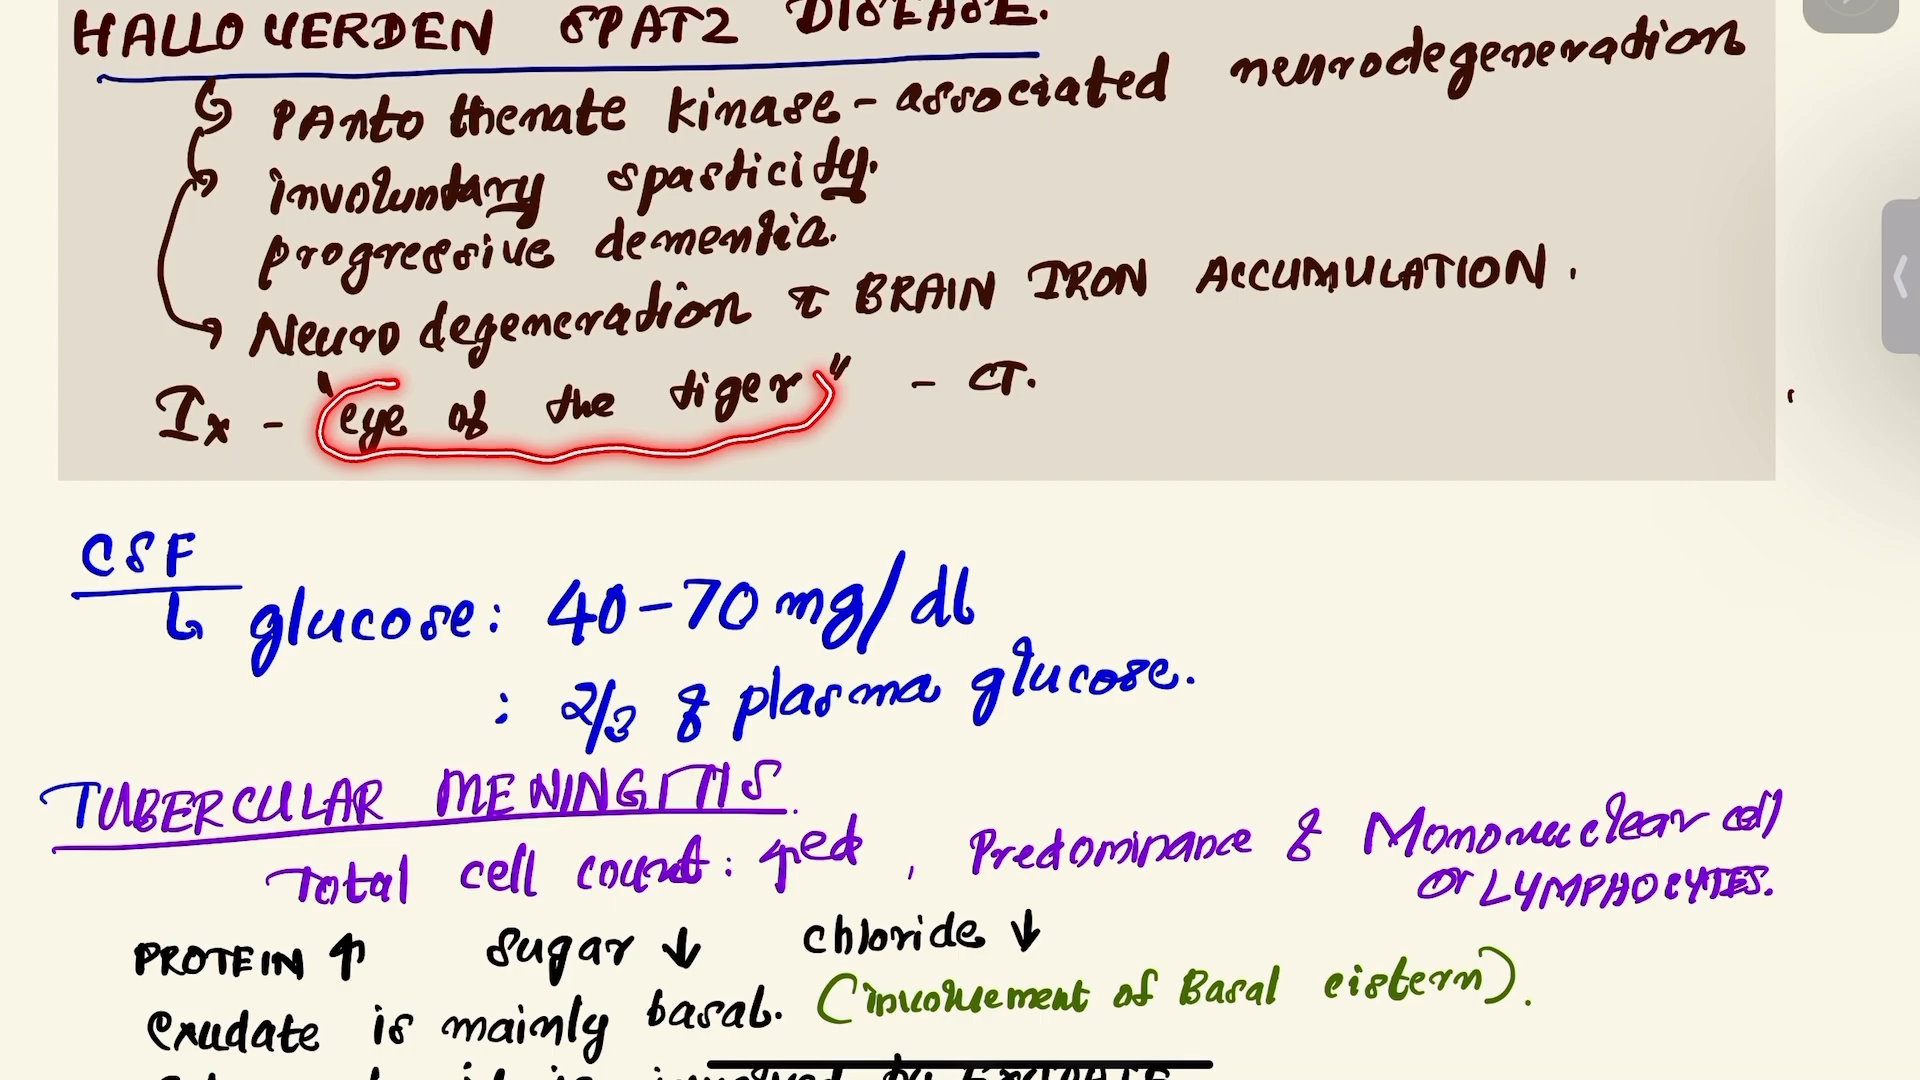 HALLOVERDEN SPATZ DISEASE.
PAntothenate kinase - associated neurodegeneration
involuntary spasticity.
progressive dementia.
Neurodegeneration c̄ BRAIN IRON ACCUMULATION.
Ix - "eye of the tiger" - CT.
CSF
glucose: 40-70 mg/dl
: 2/3 of plasma glucose.
TUBERCULAR MENINGITIS.
Total cell count: ↑ed, Predominance of Mononuclear cell
or LYMPHOCYTES.
PROTEIN ↑ Sugar ↓ chloride ↓
Exudate is mainly basal. (involvement of Basal cistern).